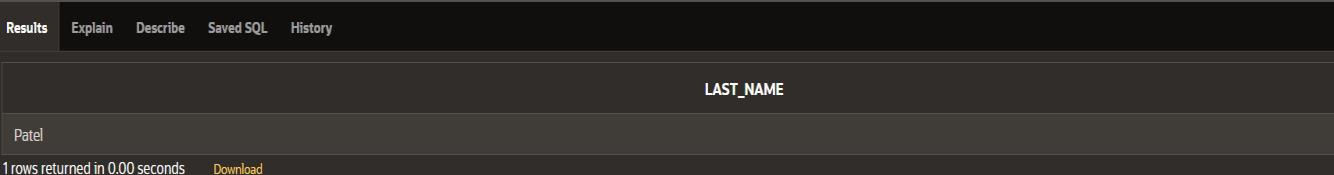 Results Explain Describe Saved SQL History
LAST_NAME
Patel
1 rows returned in 0.00 seconds Download